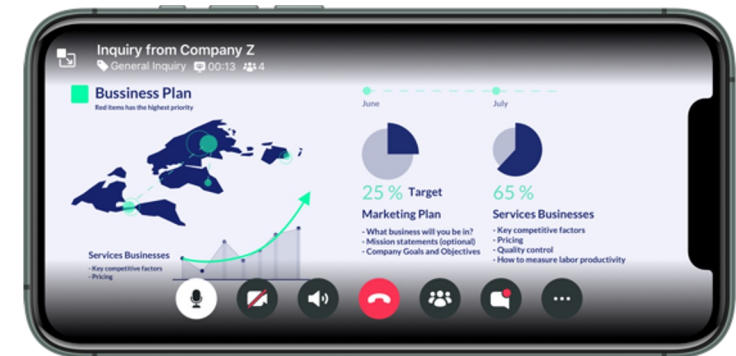 Inquiry from Company Z
General Inquiry 00:13 4
Bussiness Plan
Red items has the highest priority
June
July
25 % Target
65 %
Marketing Plan
- What business will you be in?
- Mission statements (optional)
- Company Goals and Objectives
Services Businesses
- Key competitive factors
- Pricing
- Quality control
- How to measure labor productivity
Services Businesses
- Key competitive factors
- Pricing